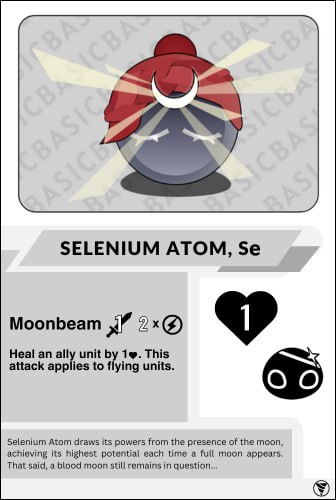 BASICBASICBASIC
SELENIUM ATOM, Se
Moonbeam 1 2 x
Heal an ally unit by 1♥. This
attack applies to flying units.
1
Selenium Atom draws its powers from the presence of the moon,
achieving its highest potential each time a full moon appears.
That said, a blood moon still remains in question...